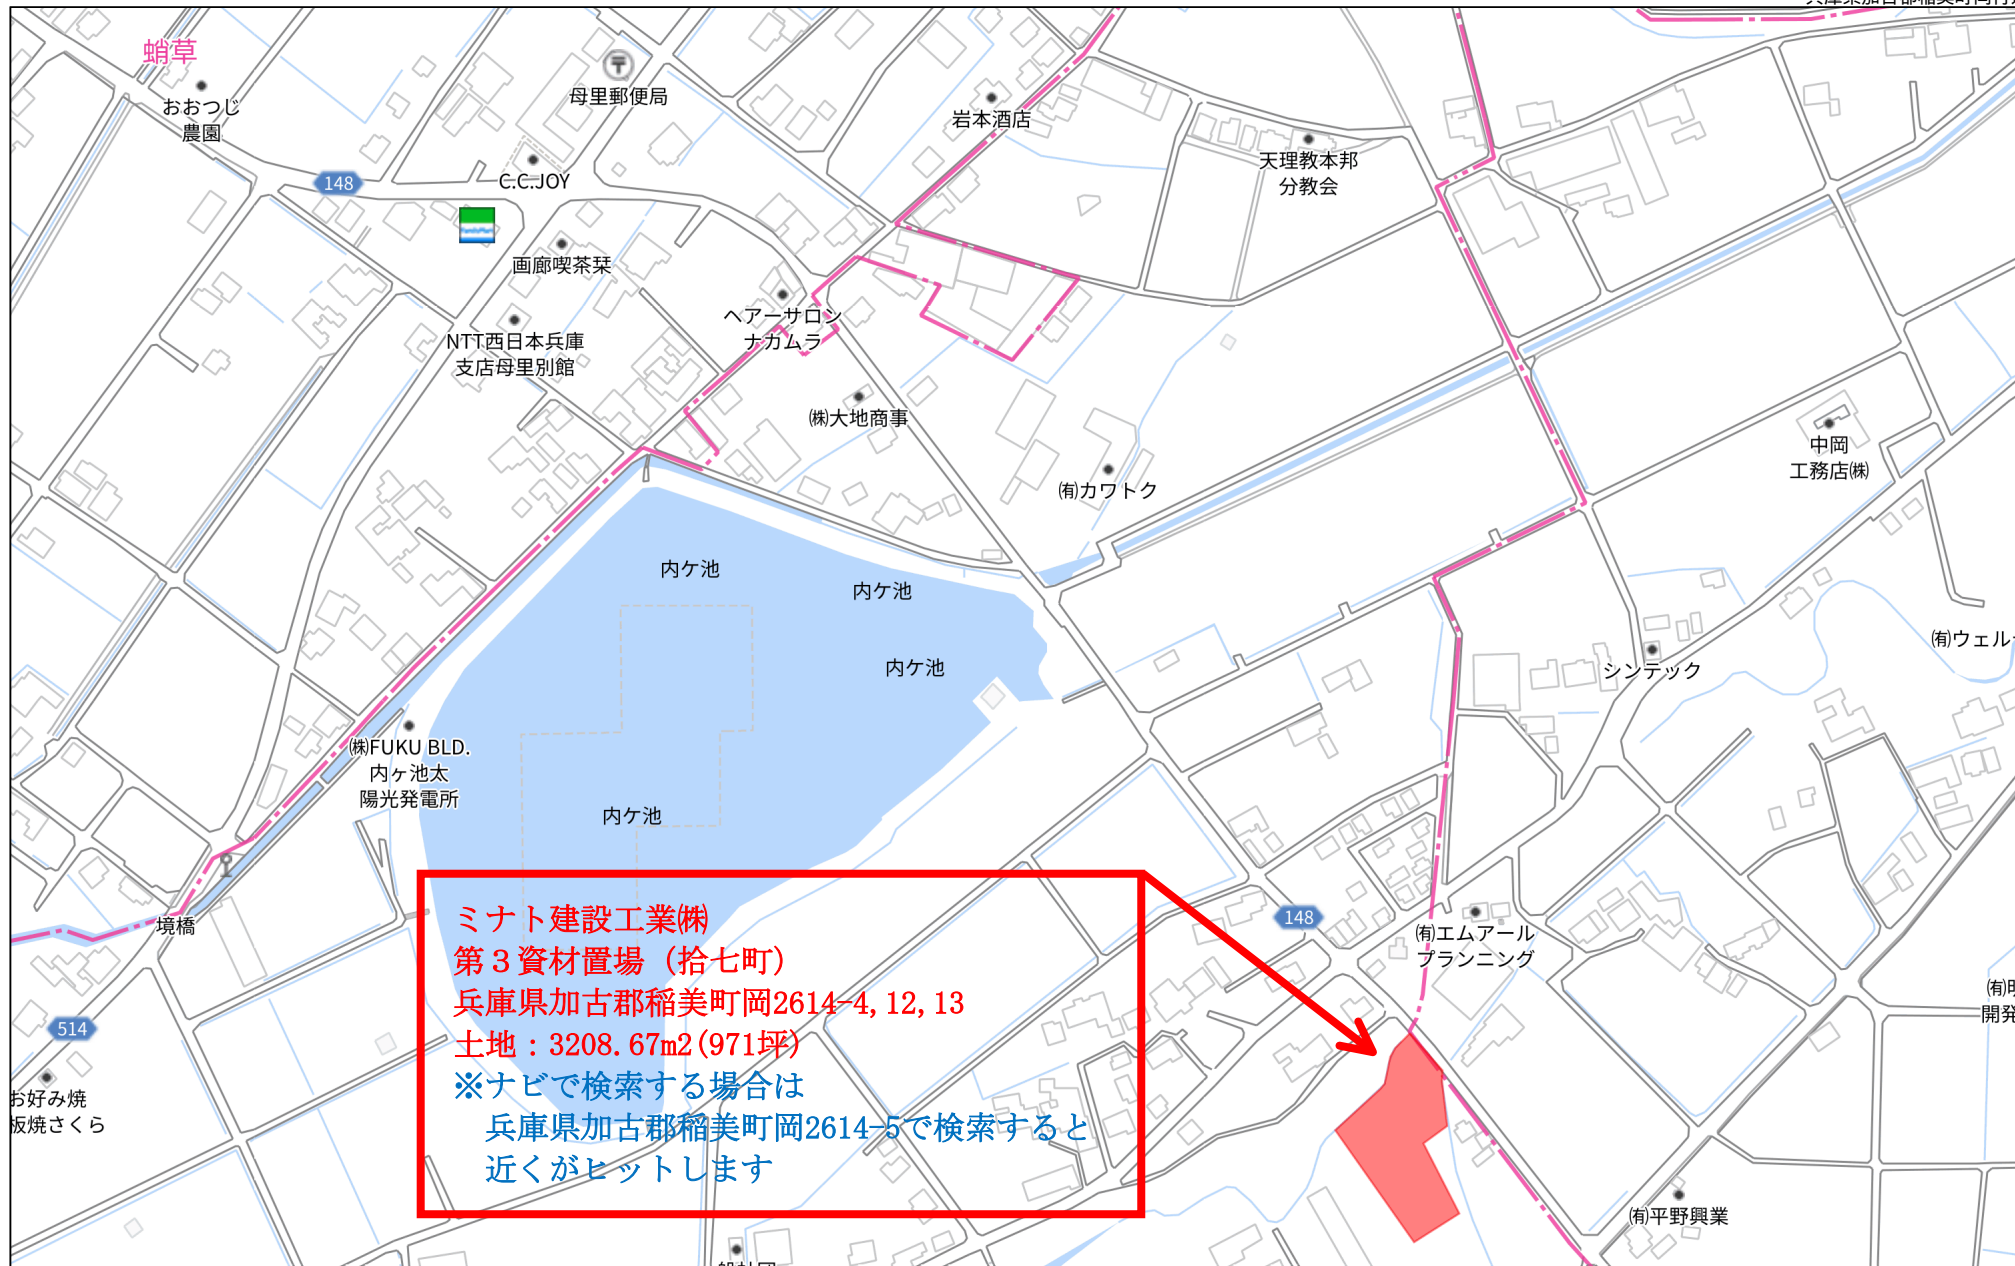 蛸草
おおつじ
農園
母里郵便局
岩本酒店
天理教本邦
分教会
148
C.C.JOY
FamilyMart
画廊喫茶栞
ヘアーサロン
ナカムラ
NTT西日本兵庫
支店母里別館
㈱大地商事
㈲カワトク
中岡
工務店㈱
内ケ池
内ケ池
内ケ池
内ケ池
シンテック
㈲ウェル
㈱FUKU BLD.
内ヶ池太
陽光発電所
境橋
514
お好み焼
板焼さくら
148
㈲エムアール
プランニング
開発
㈲平野興業
ミナト建設工業㈱
第３資材置場（拾七町）
兵庫県加古郡稲美町岡2614-4,12,13
土地：3208.67m2(971坪)
※ナビで検索する場合は
兵庫県加古郡稲美町岡2614-5で検索すると
近くがヒットします